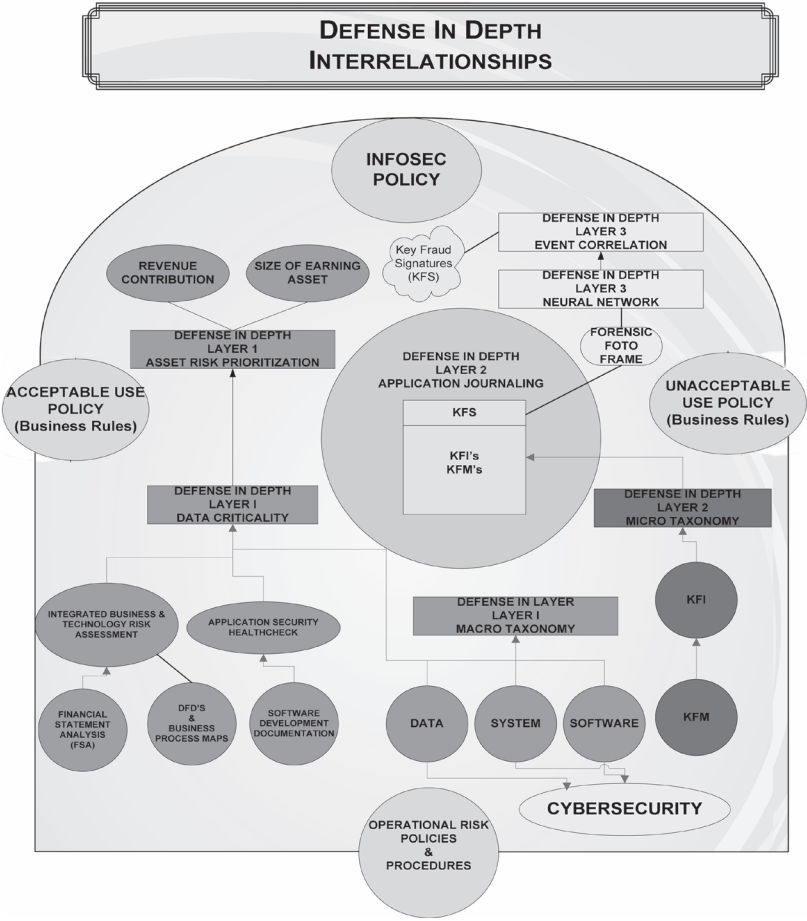 DEFENSE IN DEPTH
INTERRELATIONSHIPS
INFOSEC
POLICY
Key Fraud
Signatures
(KFS)
DEFENSE IN DEPTH
LAYER 3
EVENT CORRELATION
DEFENSE IN DEPTH
LAYER 3
NEURAL NETWORK
FORENSIC
FOTO
FRAME
REVENUE
CONTRIBUTION
SIZE OF EARNING
ASSET
DEFENSE IN DEPTH
LAYER 1
ASSET RISK PRIORITIZATION
DEFENSE IN DEPTH
LAYER 2
APPLICATION JOURNALING
KFS
KFI's
KFM's
ACCEPTABLE USE
POLICY
(Business Rules)
UNACCEPTABLE
USE POLICY
(Business Rules)
DEFENSE IN DEPTH
LAYER I
DATA CRITICALITY
DEFENSE IN DEPTH
LAYER 2
MICRO TAXONOMY
INTEGRATED BUSINESS &
TECHNOLOGY RISK
ASSESSMENT
APPLICATION SECURITY
HEALTHCHECK
DEFENSE IN LAYER
LAYER I
MACRO TAXONOMY
KFI
FINANCIAL
STATEMENT
ANALYSIS
(FSA)
DFD'S
&
BUSINESS
PROCESS MAPS
SOFTWARE
DEVELOPMENT
DOCUMENTATION
DATA
SYSTEM
SOFTWARE
KFM
CYBERSECURITY
OPERATIONAL RISK
POLICIES
&
PROCEDURES